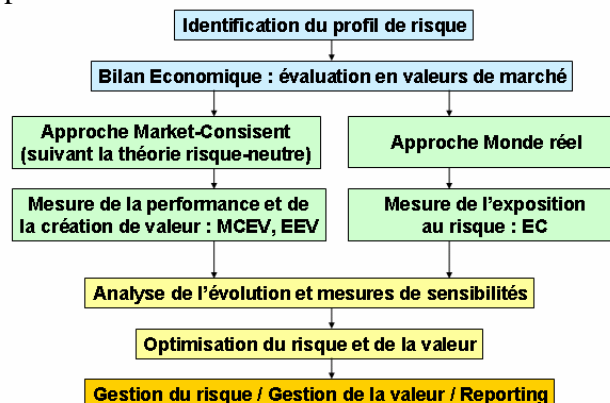 Identification du profil de risque
Bilan Economique : évaluation en valeurs de marché
Approche Market-Consisent
(suivant la théorie risque-neutre)
Approche Monde réel
Mesure de la performance et de
la création de valeur : MCEV, EEV
Mesure de l'exposition
au risque : EC
Analyse de l'évolution et mesures de sensibilités
Optimisation du risque et de la valeur
Gestion du risque / Gestion de la valeur / Reporting